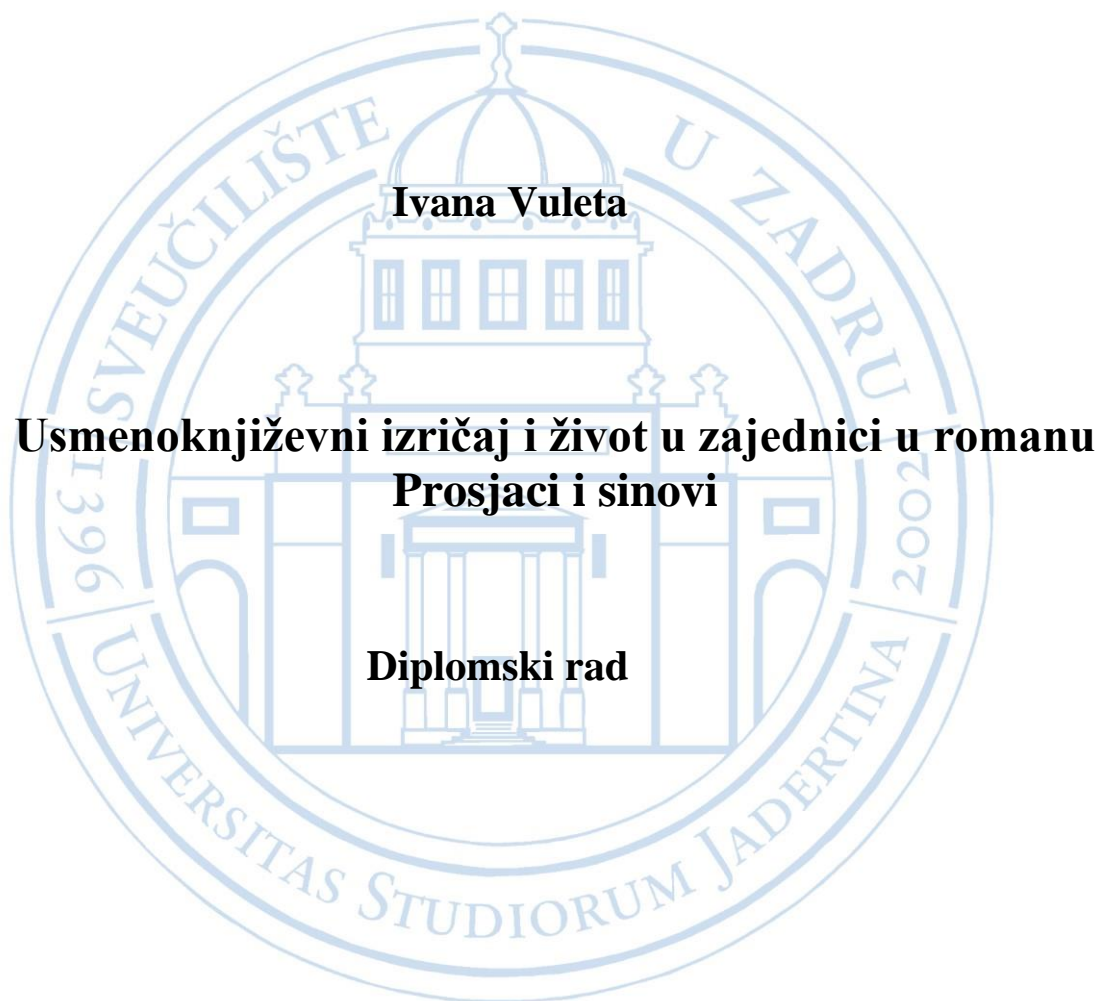 SVEUČILIŠTE U ZADRU
Ivana Vuleta
Usmenoknjiževni izričaj i život u zajednici u romanu
Prosjaci i sinovi
Diplomski rad
1396
2002
UNIVERSITAS STUDIORUM JADERTINA